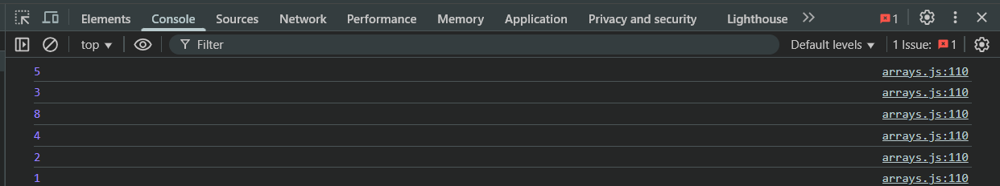 Elements Console Sources Network Performance Memory Application Privacy and security Lighthouse 1
top Filter Default levels 1 Issue: 1
5 arrays.js:110
3 arrays.js:110
8 arrays.js:110
4 arrays.js:110
2 arrays.js:110
1 arrays.js:110